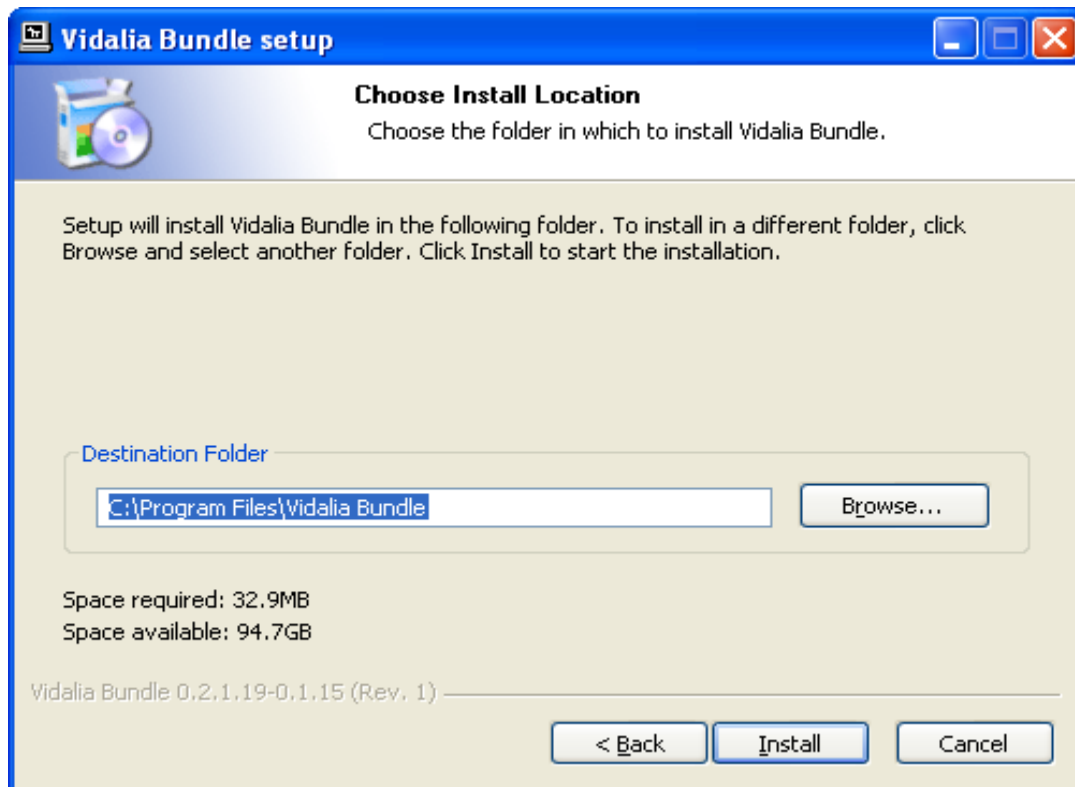 Vidalia Bundle setup
Choose Install Location
Choose the folder in which to install Vidalia Bundle.
Setup will install Vidalia Bundle in the following folder. To install in a different folder, click
Browse and select another folder. Click Install to start the installation.
Destination Folder
C:\Program Files\Vidalia Bundle
Browse...
Space required: 32.9MB
Space available: 94.7GB
Vidalia Bundle 0.2.1.19-0.1.15 (Rev. 1)
< Back Install Cancel